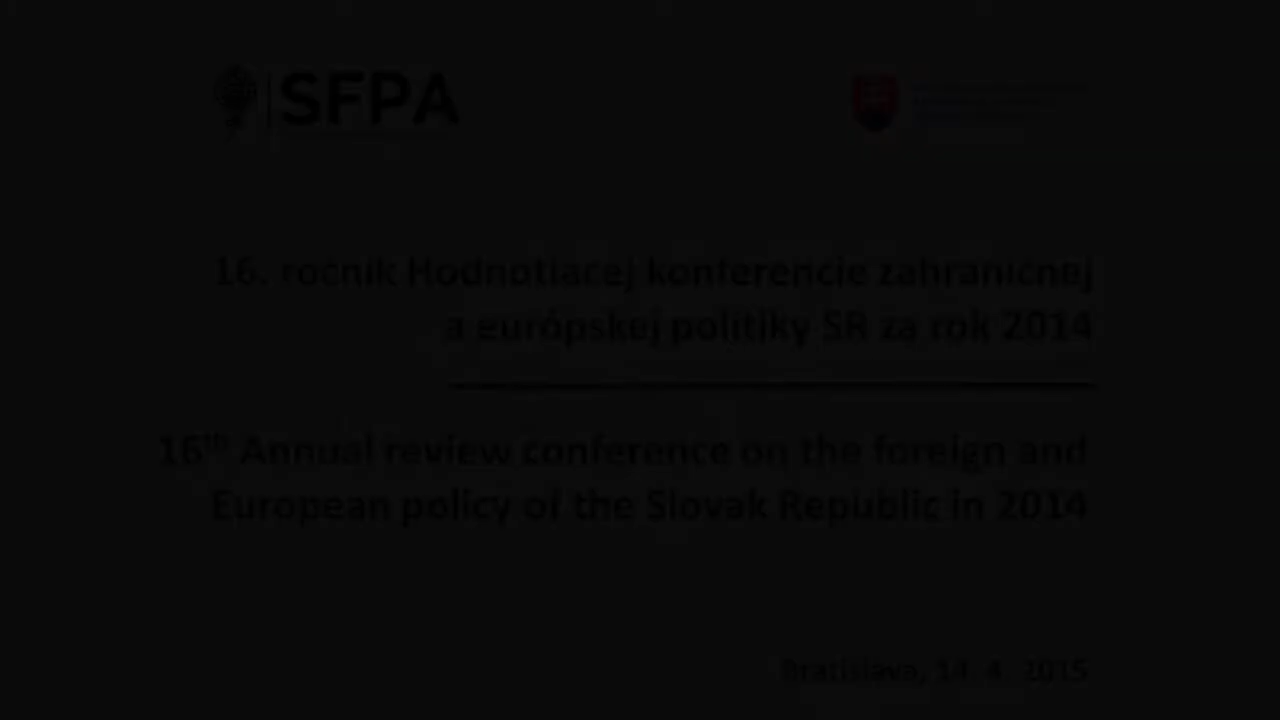 SFPA
16. ročník Hodnotiacej konferencie zahraničnej
a európskej politiky SR za rok 2014
16th Annual review conference on the foreign and
European policy of the Slovak Republic in 2014
Bratislava, 14. 4. 2015